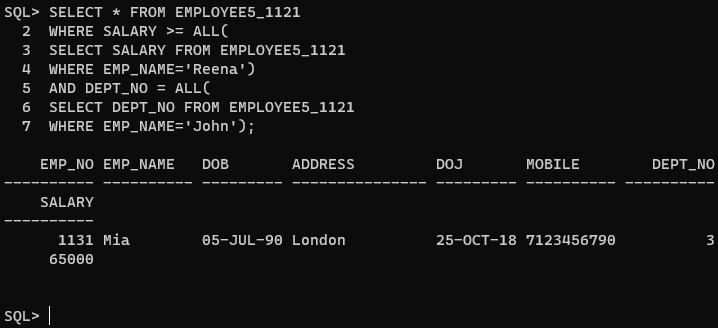 SQL> SELECT * FROM EMPLOYEE5_1121
  2  WHERE SALARY >= ALL(
  3  SELECT SALARY FROM EMPLOYEE5_1121
  4  WHERE EMP_NAME='Reena')
  5  AND DEPT_NO = ALL(
  6  SELECT DEPT_NO FROM EMPLOYEE5_1121
  7  WHERE EMP_NAME='John');
    EMP_NO EMP_NAME   DOB       ADDRESS         DOJ       MOBILE        DEPT_NO
---------- ---------- --------- --------------- --------- ---------- ----------
    SALARY
----------
      1131 Mia        05-JUL-90 London          25-OCT-18 7123456790          3
     65000
SQL>